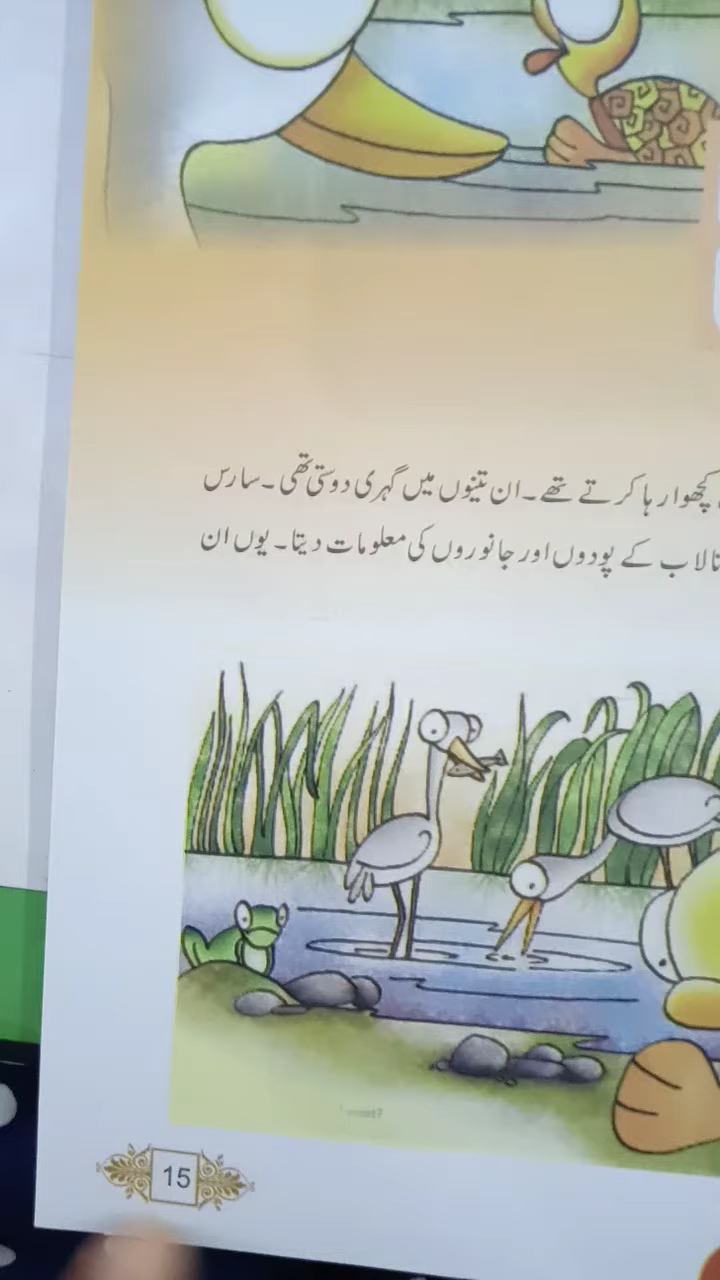 کچھوا رہا کرتے تھے۔ ان تینوں میں گہری دوستی تھی۔ سارس
تالاب کے پودوں اور جانوروں کی معلومات دیتا۔ یوں ان
15